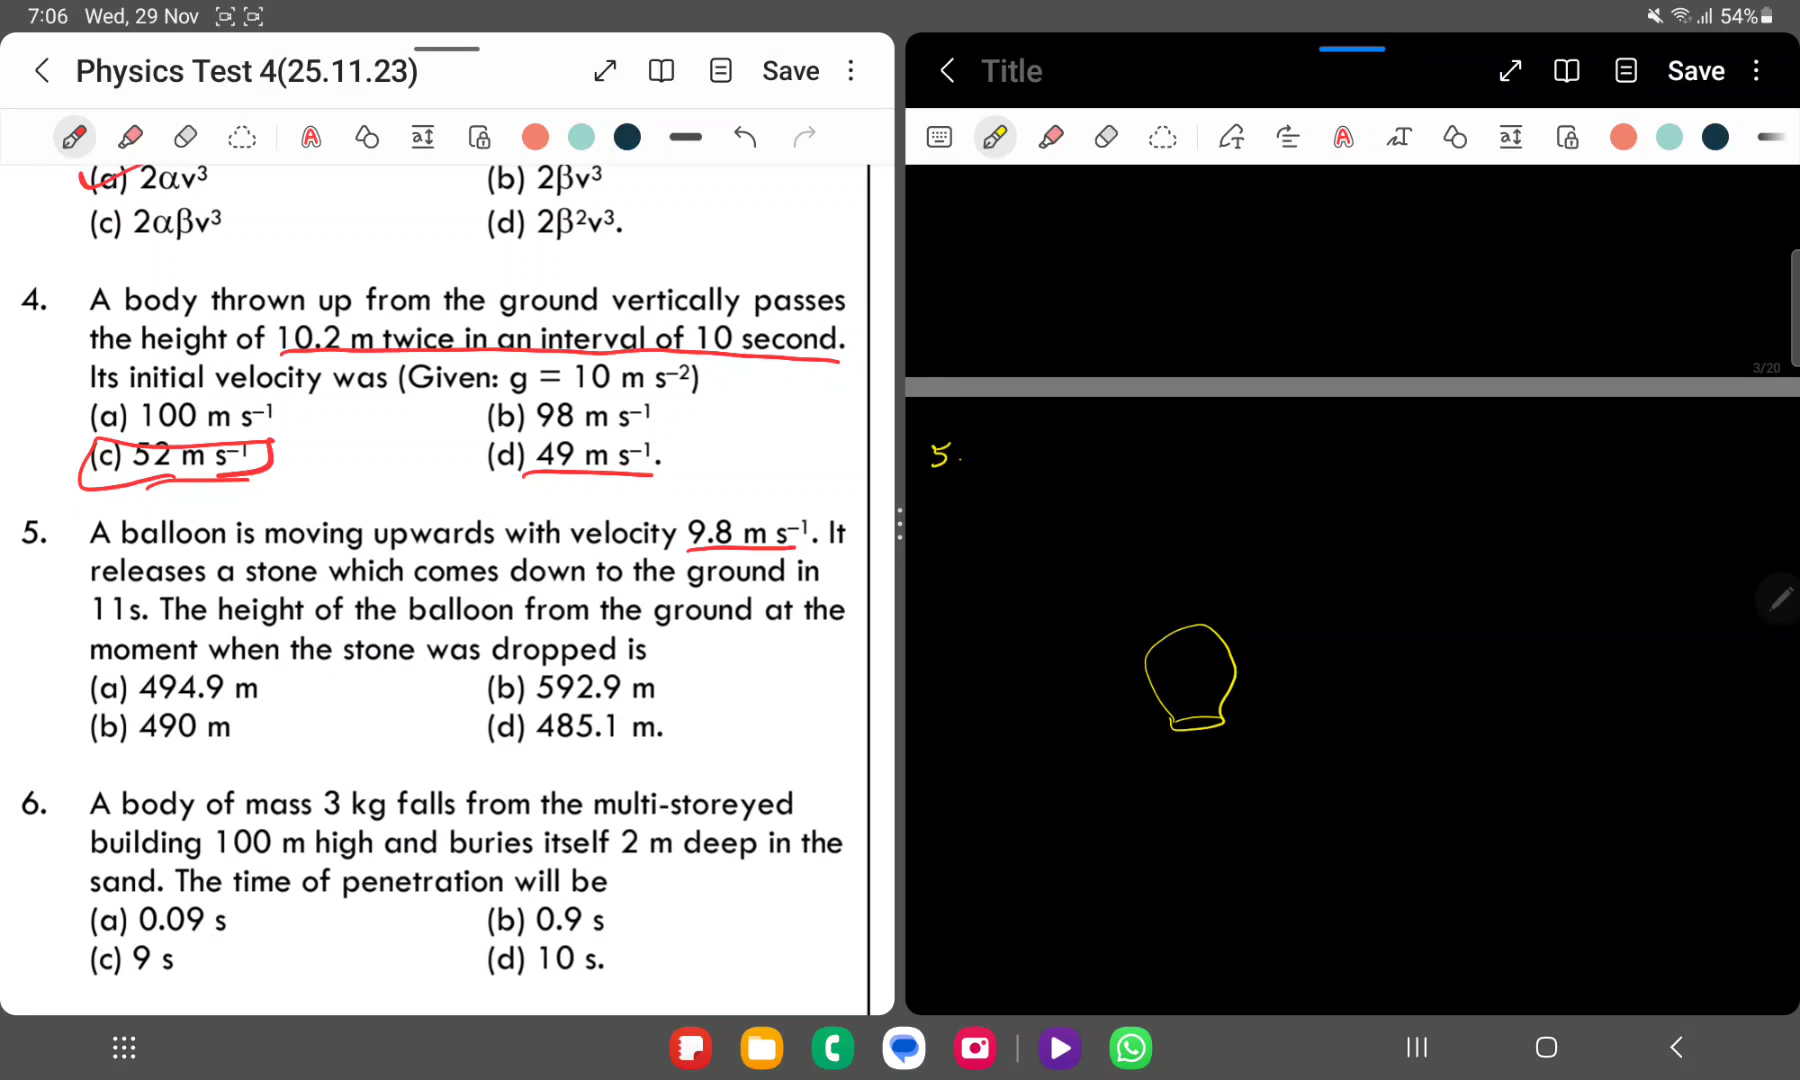 7:06 Wed, 29 Nov
54%
Physics Test 4(25.11.23)
Save
(a) 2αv³ (b) 2βv³
(c) 2αβv³ (d) 2β²v³.
4. A body thrown up from the ground vertically passes
the height of 10.2 m twice in an interval of 10 second.
Its initial velocity was (Given: g = 10 m s⁻²)
(a) 100 m s⁻¹ (b) 98 m s⁻¹
(c) 52 m s⁻¹ (d) 49 m s⁻¹.
5. A balloon is moving upwards with velocity 9.8 m s⁻¹. It
releases a stone which comes down to the ground in
11s. The height of the balloon from the ground at the
moment when the stone was dropped is
(a) 494.9 m (b) 592.9 m
(b) 490 m (d) 485.1 m.
6. A body of mass 3 kg falls from the multi-storeyed
building 100 m high and buries itself 2 m deep in the
sand. The time of penetration will be
(a) 0.09 s (b) 0.9 s
(c) 9 s (d) 10 s.
Title
Save
3/20
5.